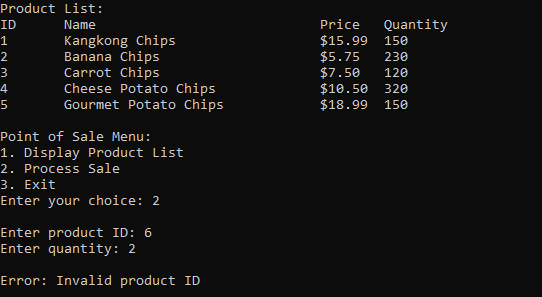 Product List:
ID Name Price Quantity
1 Kangkong Chips $15.99 150
2 Banana Chips $5.75 230
3 Carrot Chips $7.50 120
4 Cheese Potato Chips $10.50 320
5 Gourmet Potato Chips $18.99 150
Point of Sale Menu:
1. Display Product List
2. Process Sale
3. Exit
Enter your choice: 2
Enter product ID: 6
Enter quantity: 2
Error: Invalid product ID